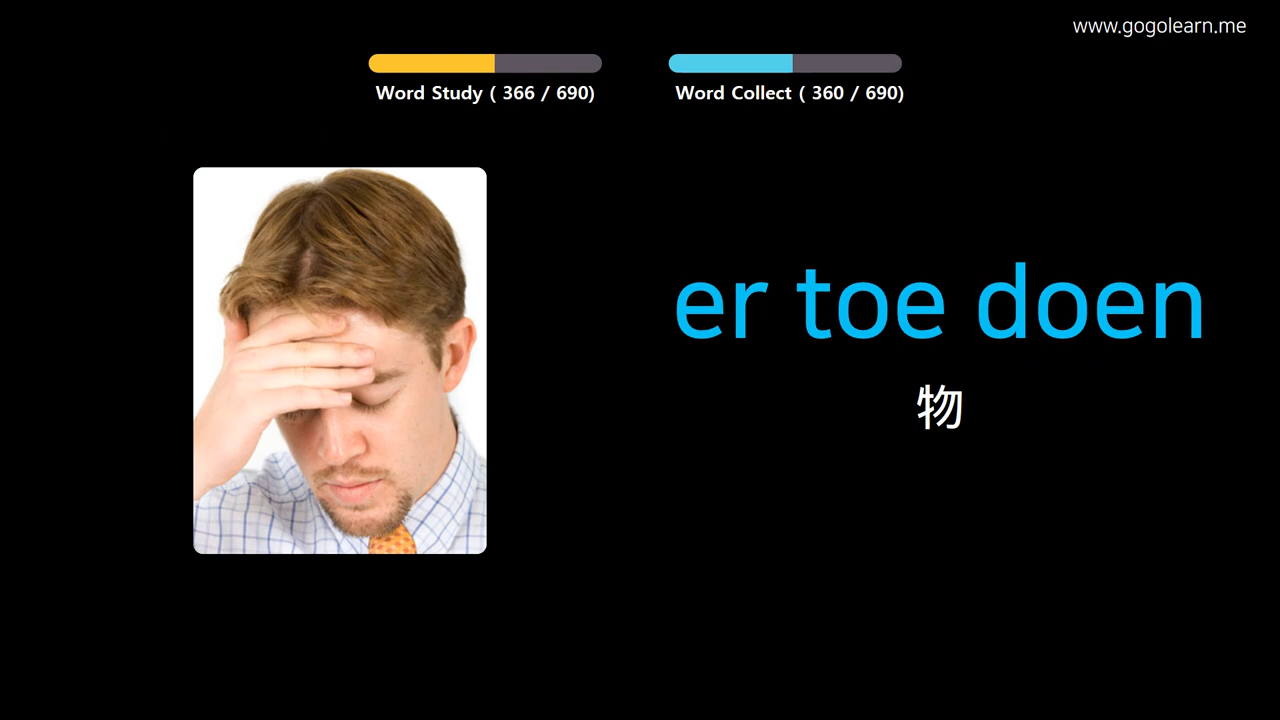 www.gogolearn.me
Word Study ( 366 / 690)
Word Collect ( 360 / 690)
er toe doen
物